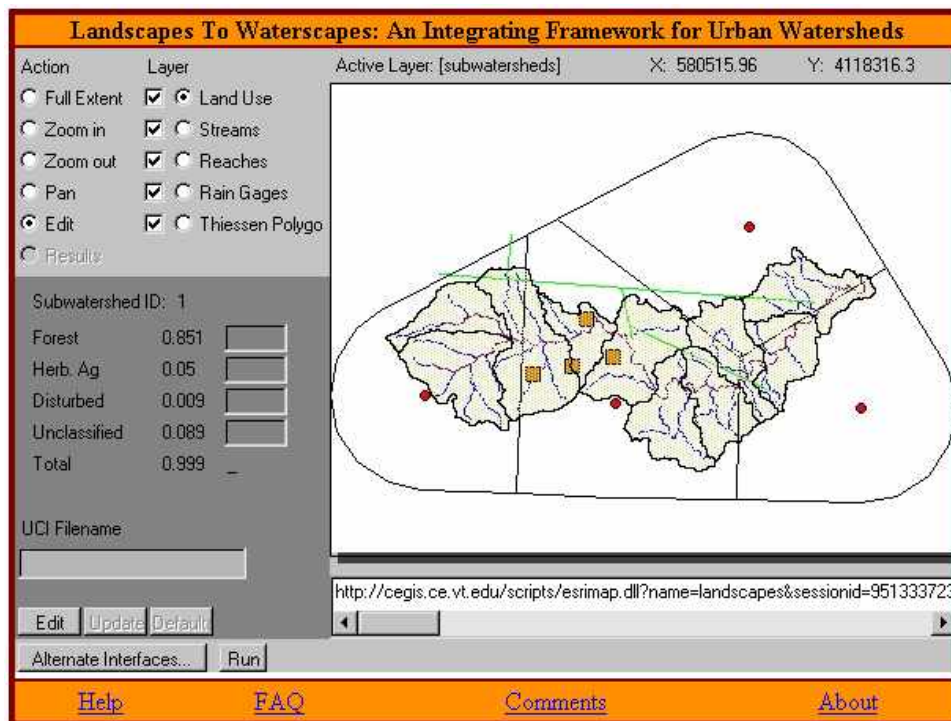 Landscapes To Waterscapes: An Integrating Framework for Urban Watersheds
Action Layer Active Layer: [subwatersheds] X: 580515.96 Y: 4118316.3
Full Extent Land Use
Zoom in Streams
Zoom out Reaches
Pan Rain Gages
Edit Thiessen Polygo
Results
Subwatershed ID: 1
Forest 0.851
Herb. Ag 0.05
Disturbed 0.009
Unclassified 0.089
Total 0.999 _
UCI Filename
http://cegis.ce.vt.edu/scripts/esrimap.dll?name=landscapes&sessionid=951333723
Edit Update Default
Alternate Interfaces... Run
Help FAQ Comments About